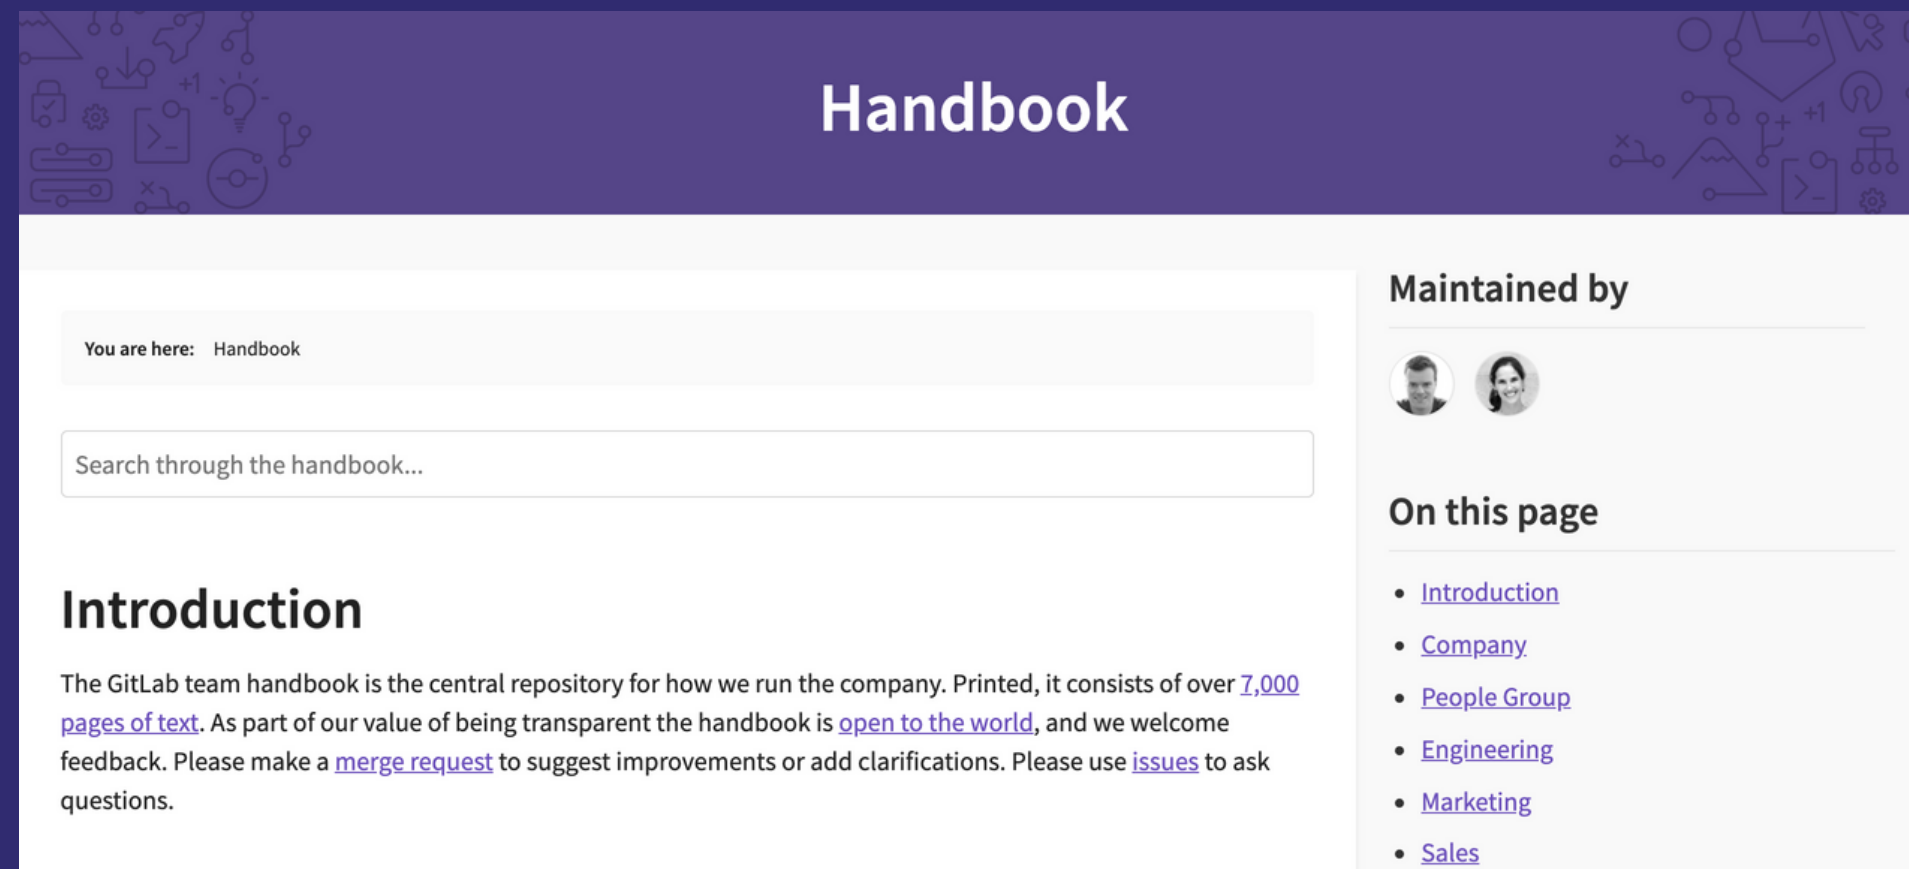 +1
Handbook
+1
You are here: Handbook
Search through the handbook...
Introduction
The GitLab team handbook is the central repository for how we run the company. Printed, it consists of over 7,000
pages of text. As part of our value of being transparent the handbook is open to the world, and we welcome
feedback. Please make a merge request to suggest improvements or add clarifications. Please use issues to ask
questions.
Maintained by
On this page
Introduction
Company
People Group
Engineering
Marketing
Sales